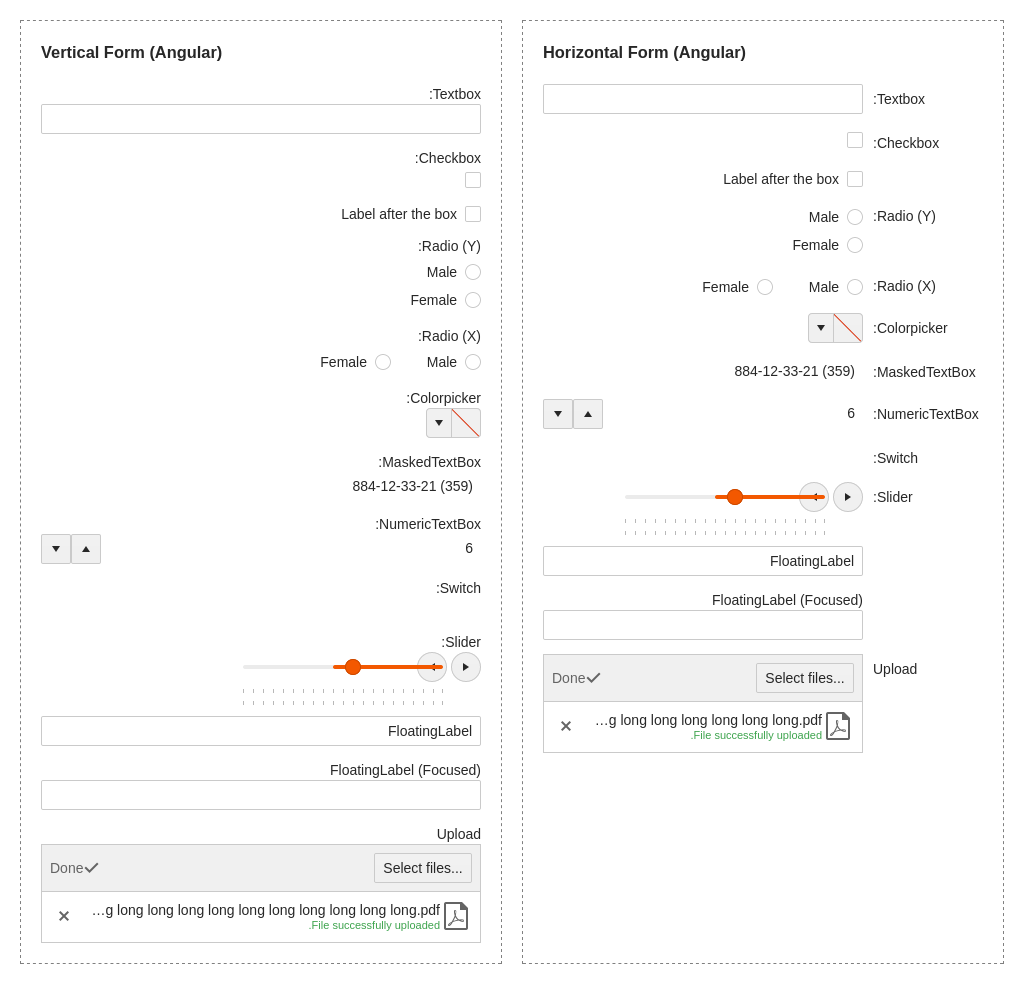 Vertical Form (Angular)
:Textbox
:Checkbox
Label after the box
:Radio (Y)
Male
Female
:Radio (X)
Female Male
:Colorpicker
:MaskedTextBox
884-12-33-21 (359)
:NumericTextBox
6
:Switch
:Slider
FloatingLabel
FloatingLabel (Focused)
Upload
Done Select files...
...g long long long long long long long long long long.pdf
.File successfully uploaded
Horizontal Form (Angular)
:Textbox
:Checkbox
Label after the box
Male :Radio (Y)
Female
Female Male :Radio (X)
:Colorpicker
884-12-33-21 (359) :MaskedTextBox
6 :NumericTextBox
:Switch
:Slider
FloatingLabel
FloatingLabel (Focused)
Done Select files... Upload
...g long long long long long long.pdf
.File successfully uploaded